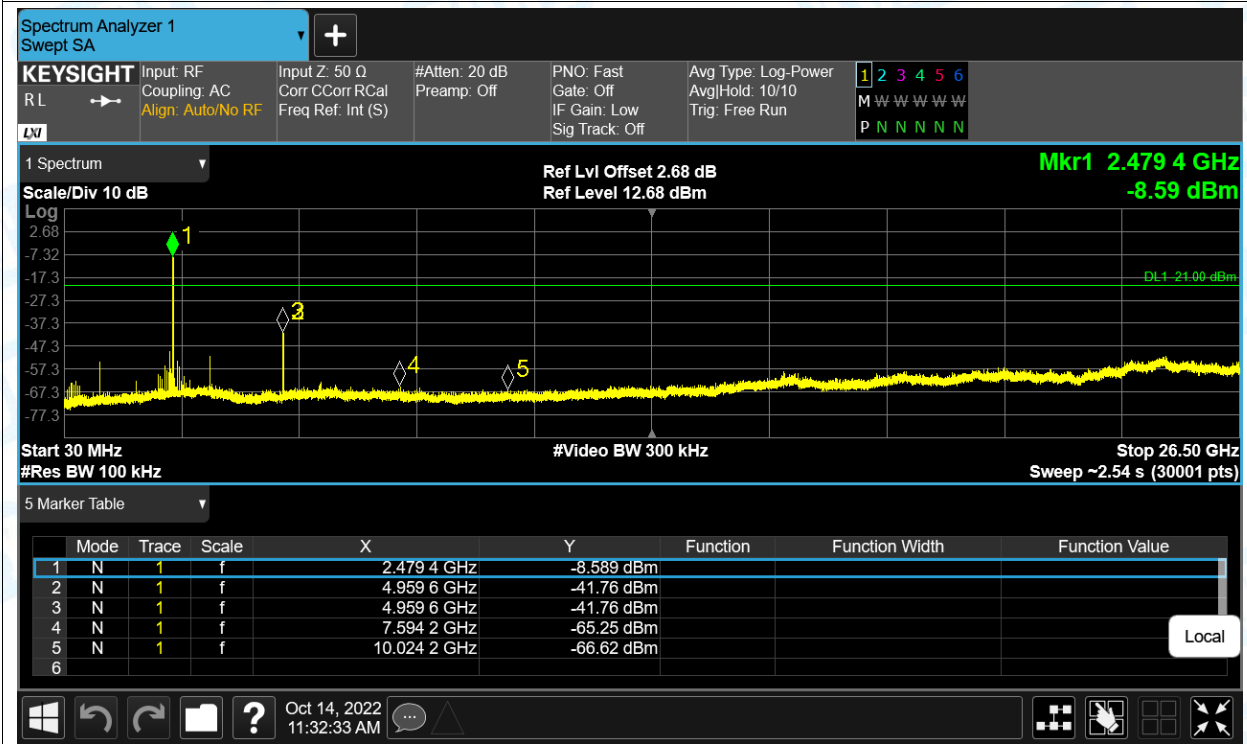 Spectrum Analyzer 1
Swept SA
KEYSIGHT
R L
LXI
Input: RF
Coupling: AC
Align: Auto/No RF
Input Z: 50 Ω
Corr CCorr RCal
Freq Ref: Int (S)
#Atten: 20 dB
Preamp: Off
PNO: Fast
Gate: Off
IF Gain: Low
Sig Track: Off
Avg Type: Log-Power
Avg|Hold: 10/10
Trig: Free Run
1 2 3 4 5 6
M W W W W W
P N N N N N
1 Spectrum
Scale/Div 10 dB
Ref Lvl Offset 2.68 dB
Ref Level 12.68 dBm
Mkr1 2.479 4 GHz
-8.59 dBm
Log
2.68
-7.32
-17.3
-27.3
-37.3
-47.3
-57.3
-67.3
-77.3
1
3
4
5
DL1 -21.00 dBm
Start 30 MHz
#Video BW 300 kHz
Stop 26.50 GHz
#Res BW 100 kHz
Sweep ~2.54 s (30001 pts)
5 Marker Table
Mode Trace Scale X Y Function Function Width Function Value
1 N 1 f 2.479 4 GHz -8.589 dBm
2 N 1 f 4.959 6 GHz -41.76 dBm
3 N 1 f 4.959 6 GHz -41.76 dBm
4 N 1 f 7.594 2 GHz -65.25 dBm
5 N 1 f 10.024 2 GHz -66.62 dBm
6
Local
?
Oct 14, 2022
11:32:33 AM